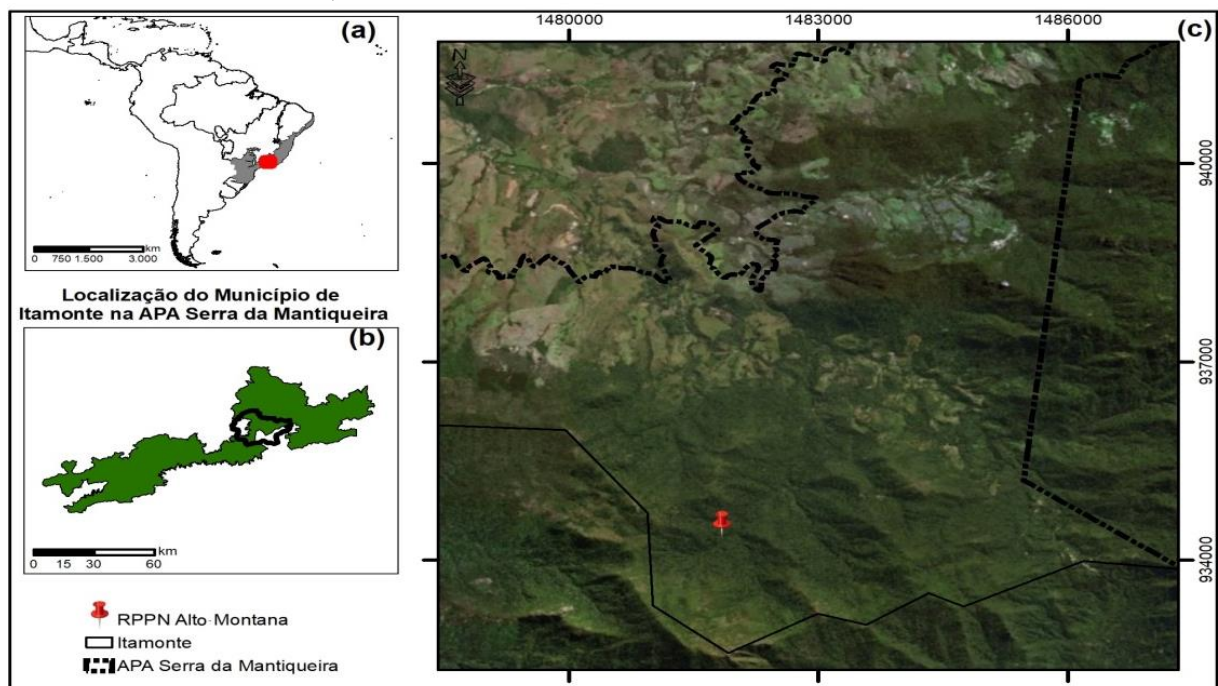 (a)
km
0 750 1.500 3.000
Localização do Município de
Itamonte na APA Serra da Mantiqueira
(b)
km
0 15 30 60
RPPN Alto-Montana
Itamonte
APA Serra da Mantiqueira
1480000 1483000 1486000
(c)
N
940000
937000
934000